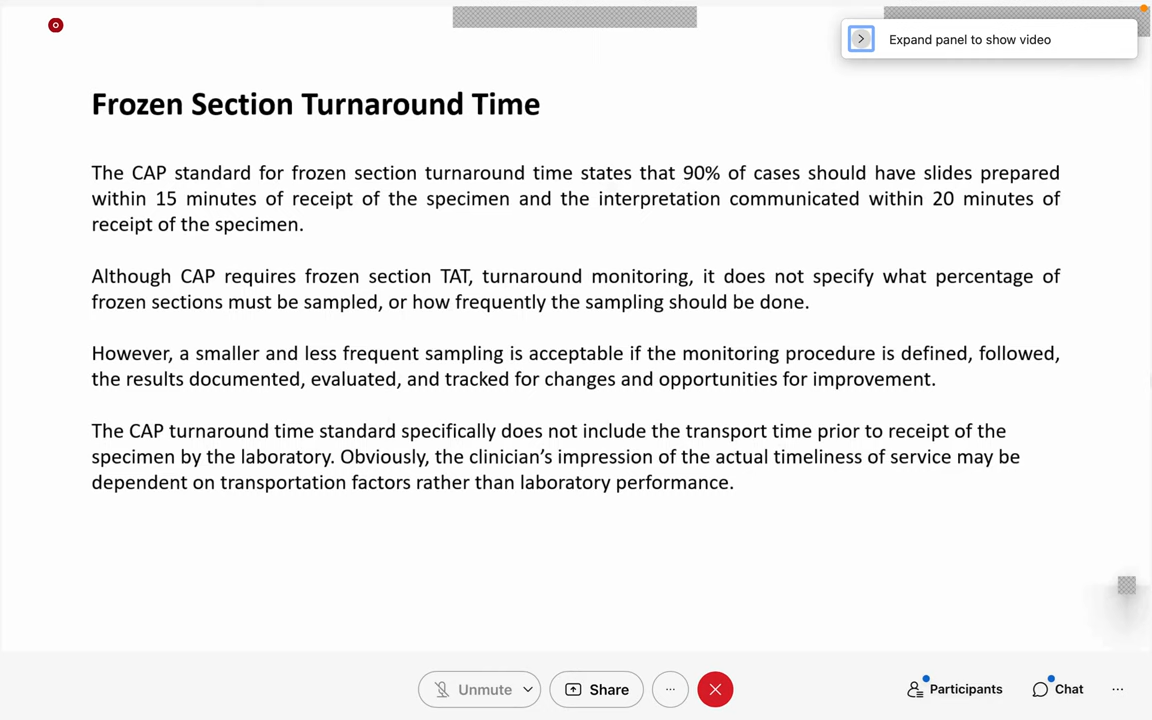 Expand panel to show video
Frozen Section Turnaround Time
The CAP standard for frozen section turnaround time states that 90% of cases should have slides prepared
within 15 minutes of receipt of the specimen and the interpretation communicated within 20 minutes of
receipt of the specimen.
Although CAP requires frozen section TAT, turnaround monitoring, it does not specify what percentage of
frozen sections must be sampled, or how frequently the sampling should be done.
However, a smaller and less frequent sampling is acceptable if the monitoring procedure is defined, followed,
the results documented, evaluated, and tracked for changes and opportunities for improvement.
The CAP turnaround time standard specifically does not include the transport time prior to receipt of the
specimen by the laboratory. Obviously, the clinician’s impression of the actual timeliness of service may be
dependent on transportation factors rather than laboratory performance.
Unmute
Share
Participants
Chat